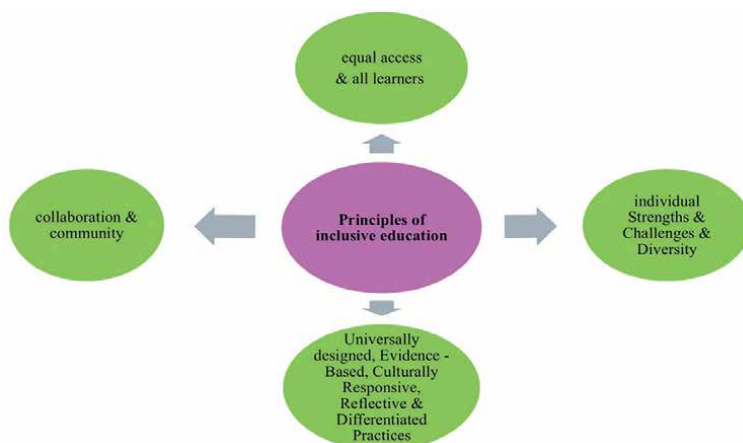 equal access
& all learners
collaboration &
community
Principles of
inclusive education
individual
Strengths &
Challenges &
Diversity
Universally
designed, Evidence -
Based, Culturally
Responsive,
Reflective &
Differentiated
Practices